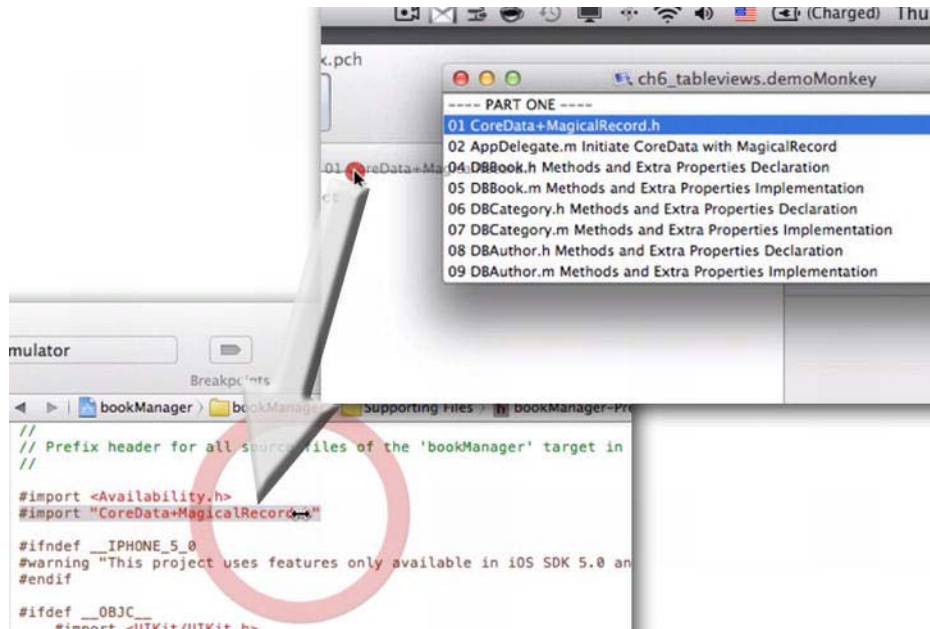 (Charged) Thu
x.pch
ch6_tableviews.demoMonkey
---- PART ONE ----
01 CoreData+MagicalRecord.h
02 AppDelegate.m Initiate CoreData with MagicalRecord
04 DBBook.h Methods and Extra Properties Declaration
05 DBBook.m Methods and Extra Properties Implementation
06 DBCategory.h Methods and Extra Properties Declaration
07 DBCategory.m Methods and Extra Properties Implementation
08 DBAuthor.h Methods and Extra Properties Declaration
09 DBAuthor.m Methods and Extra Properties Implementation
01 CoreData+Mag
ct
mulator
Breakpoints
bookManager bookManager Supporting Files h bookManager-Pre
//
// Prefix header for all source files of the 'bookManager' target in
//
#import <Availability.h>
#import "CoreData+MagicalRecord
#ifndef __IPHONE_5_0
#warning "This project uses features only available in iOS SDK 5.0 an
#endif
#ifdef __OBJC__
#import <UIKit/UIKit.h>